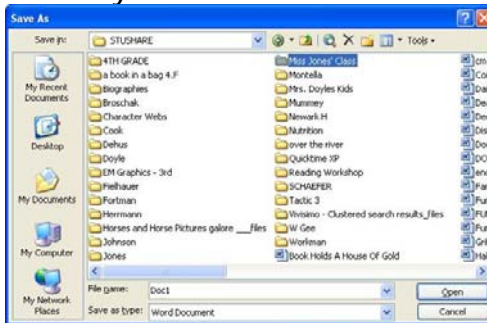 Save As
Save in:
STUSHARE
Tools
My Recent Documents
Desktop
My Documents
My Computer
My Network Places
4TH GRADE
a book in a bag 4.F
Biographies
Broschak
Character Webs
Cook
Dehus
Doyle
EM Graphics - 3rd
Fortman
Herrmann
Horses and Horse Pictures galore __files
Johnson
Jones
Miss Jones' Class
Montella
Mrs. Doyles Kids
Mummey
Newark.H
Nutrition
over the river
Quicktime XP
Reading Workshop
SCHAEFER
Tactic 3
Vivisimo - Clustered search results_files
W Gee
Workman
Book Holds A House Of Gold
File name:
Doc1
Open
Save as type:
Word Document
Cancel